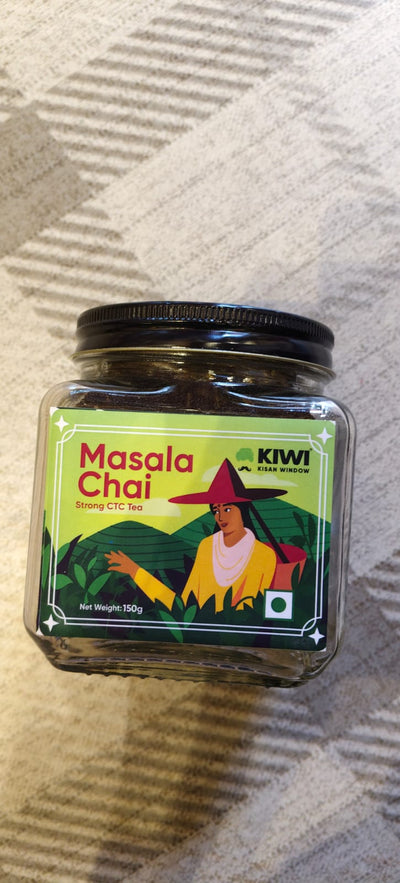 Masala
Chai
Strong CTC Tea
KIWI
KISAN WINDOW
Net Weight: 150g